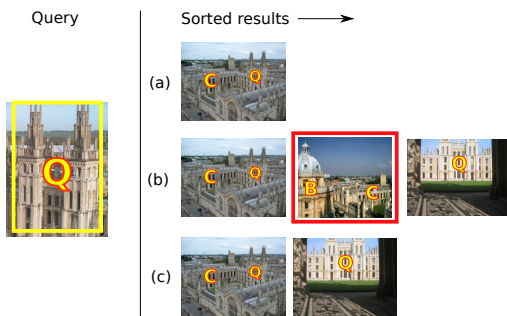 Query
Sorted results
Q
(a)
C Q
(b)
C Q
B C
Q
(c)
C Q
Q